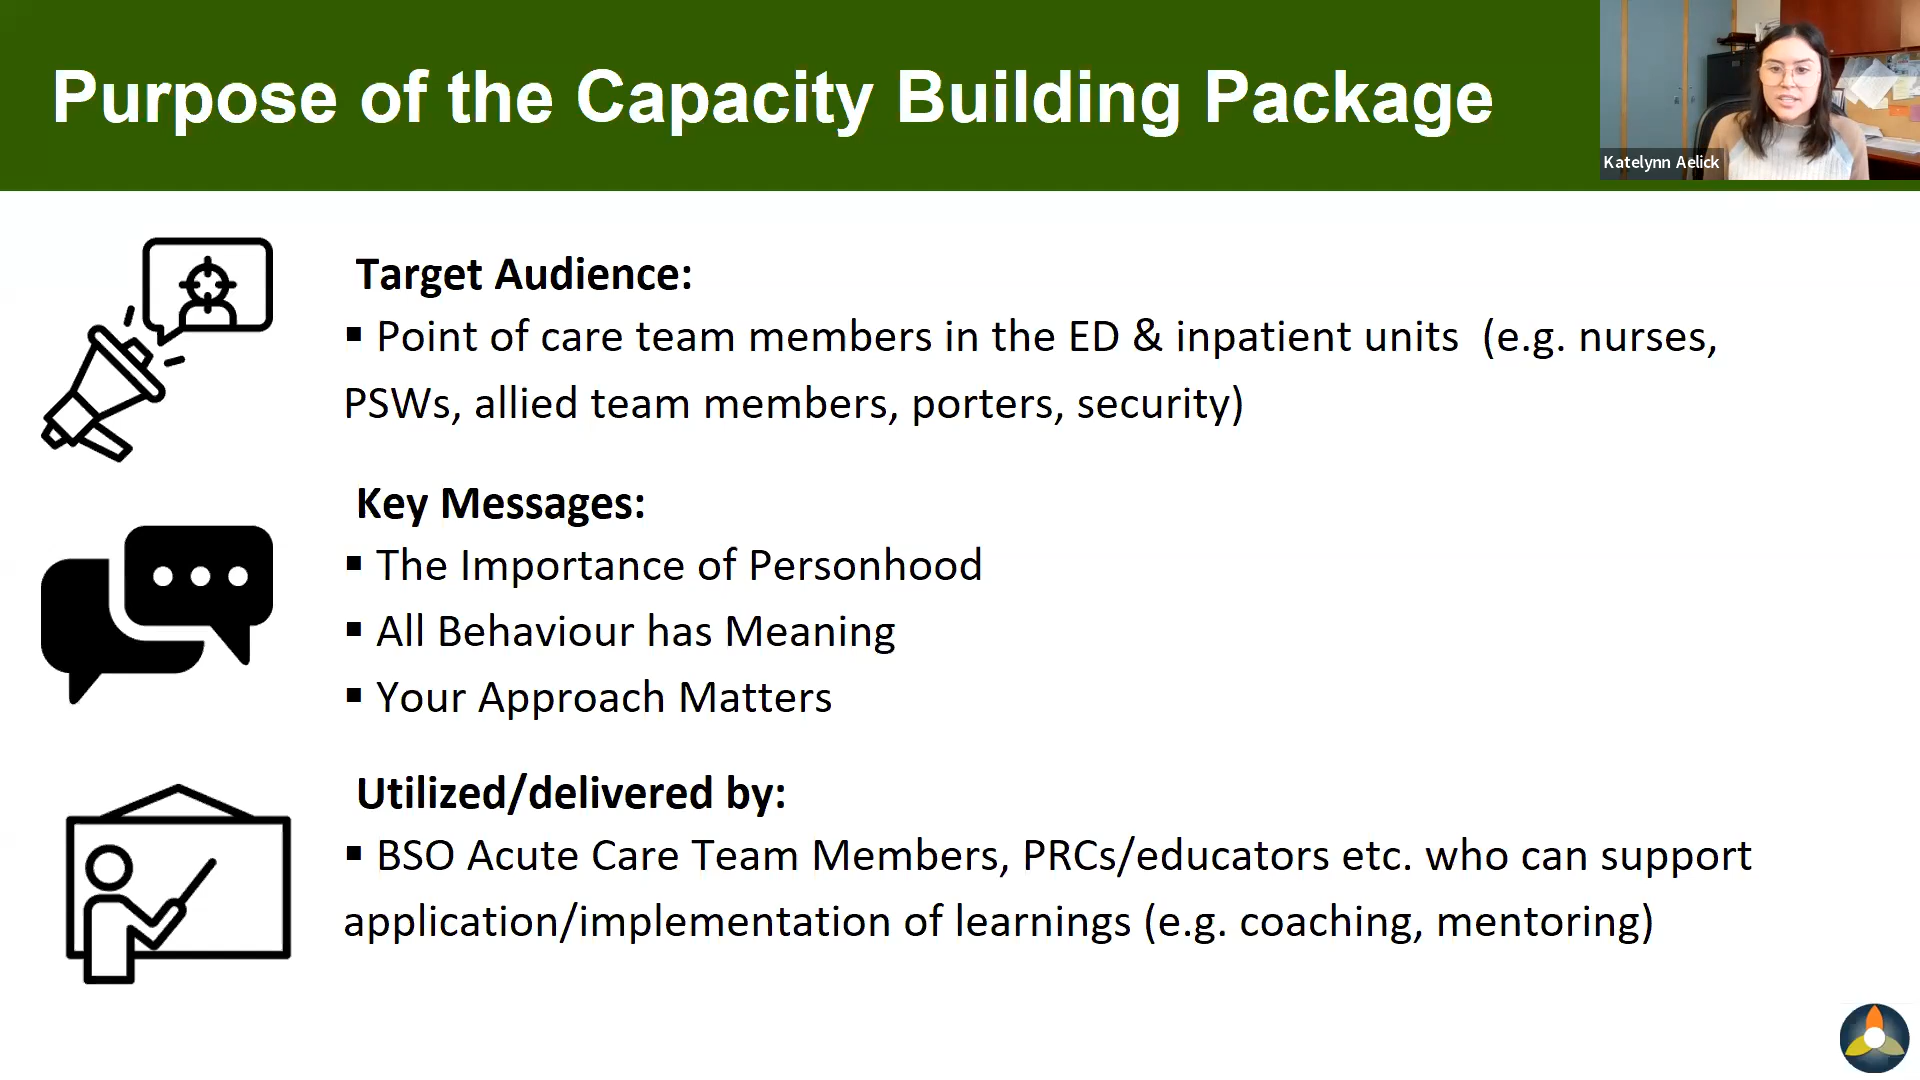 Purpose of the Capacity Building Package
Katelynn Aelick
Target Audience:
▪ Point of care team members in the ED & inpatient units (e.g. nurses,
PSWs, allied team members, porters, security)
Key Messages:
▪ The Importance of Personhood
▪ All Behaviour has Meaning
▪ Your Approach Matters
Utilized/delivered by:
▪ BSO Acute Care Team Members, PRCs/educators etc. who can support
application/implementation of learnings (e.g. coaching, mentoring)